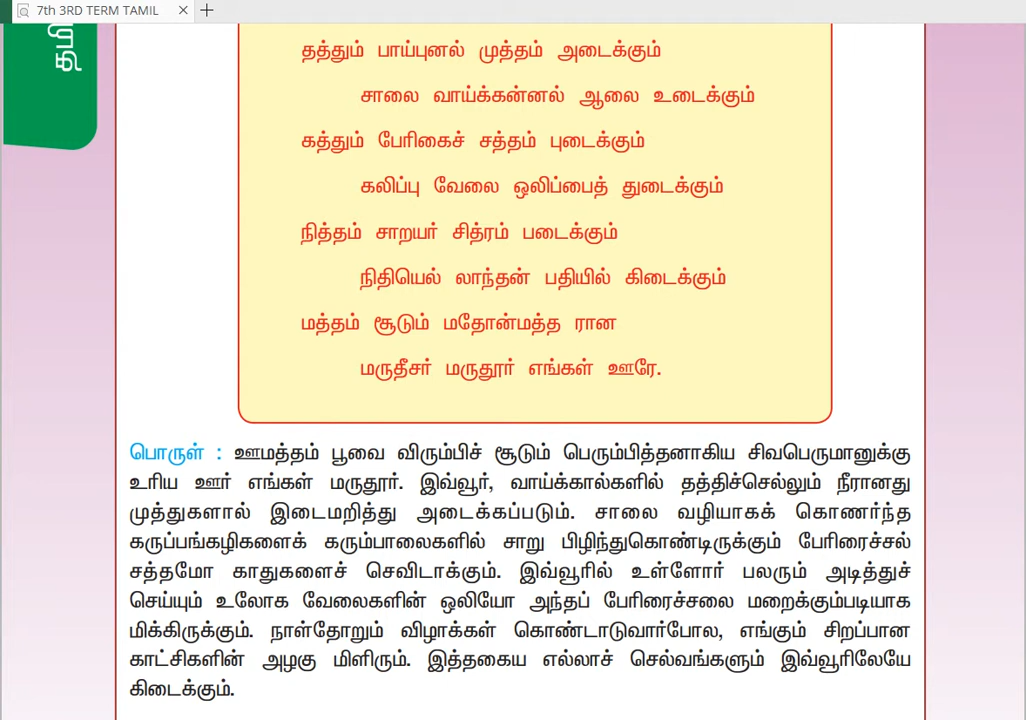 7th 3RD TERM TAMIL
தமி
தத்தும் பாய்புனல் முத்தம் அடைக்கும்
சாலை வாய்க்கன்னல் ஆலை உடைக்கும்
கத்தும் பேரிகைச் சத்தம் புடைக்கும்
கலிப்பு வேலை ஒலிப்பைத் துடைக்கும்
நித்தம் சாறயர் சித்ரம் படைக்கும்
நிதியெல் லாந்தன் பதியில் கிடைக்கும்
மத்தம் சூடும் மதோன்மத்த ரான
மருதீசர் மருதூர் எங்கள் ஊரே.
பொருள் : ஊமத்தம் பூவை விரும்பிச் சூடும் பெரும்பித்தனாகிய சிவபெருமானுக்கு
உரிய ஊர் எங்கள் மருதூர். இவ்வூர், வாய்க்கால்களில் தத்திச்செல்லும் நீரானது
முத்துகளால் இடைமறித்து அடைக்கப்படும். சாலை வழியாகக் கொணர்ந்த
கருப்பங்கழிகளைக் கரும்பாலைகளில் சாறு பிழிந்துகொண்டிருக்கும் பேரிரைச்சல்
சத்தமோ காதுகளைச் செவிடாக்கும். இவ்வூரில் உள்ளோர் பலரும் அடித்துச்
செய்யும் உலோக வேலைகளின் ஒலியோ அந்தப் பேரிரைச்சலை மறைக்கும்படியாக
மிக்கிருக்கும். நாள்தோறும் விழாக்கள் கொண்டாடுவார்போல, எங்கும் சிறப்பான
காட்சிகளின் அழகு மிளிரும். இத்தகைய எல்லாச் செல்வங்களும் இவ்வூரிலேயே
கிடைக்கும்.